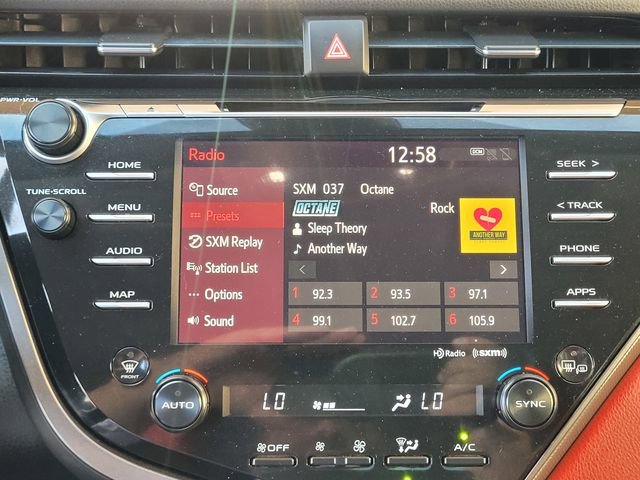 PWR·VOL
Radio
12:58
DCM
HOME
SEEK >
Source
SXM 037 Octane
TUNE·SCROLL
MENU
Presets
OCTANE
Rock
< TRACK
Sleep Theory
ANOTHER WAY
AUDIO
SXM Replay
Another Way
PHONE
Station List
< >
MAP
Options
1 92.3 2 93.5 3 97.1
APPS
Sound
4 99.1 5 102.7 6 105.9
HD Radio ((sxm))
FRONT
AUTO
LO
LO
SYNC
OFF
A/C